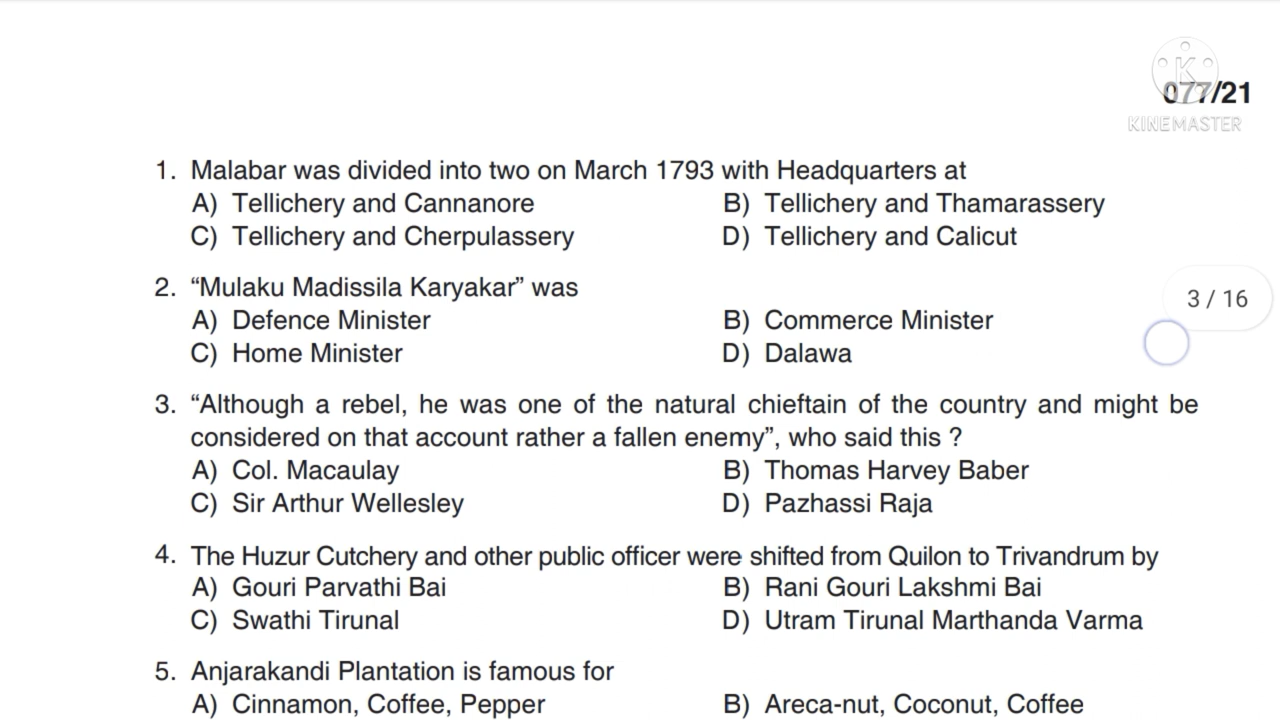 077/21
KINEMASTER
1. Malabar was divided into two on March 1793 with Headquarters at
A) Tellichery and Cannanore B) Tellichery and Thamarassery
C) Tellichery and Cherpulassery D) Tellichery and Calicut
2. “Mulaku Madissila Karyakar” was
A) Defence Minister B) Commerce Minister
3 / 16
C) Home Minister D) Dalawa
3. “Although a rebel, he was one of the natural chieftain of the country and might be
considered on that account rather a fallen enemy”, who said this ?
A) Col. Macaulay B) Thomas Harvey Baber
C) Sir Arthur Wellesley D) Pazhassi Raja
4. The Huzur Cutchery and other public officer were shifted from Quilon to Trivandrum by
A) Gouri Parvathi Bai B) Rani Gouri Lakshmi Bai
C) Swathi Tirunal D) Utram Tirunal Marthanda Varma
5. Anjarakandi Plantation is famous for
A) Cinnamon, Coffee, Pepper B) Areca-nut, Coconut, Coffee